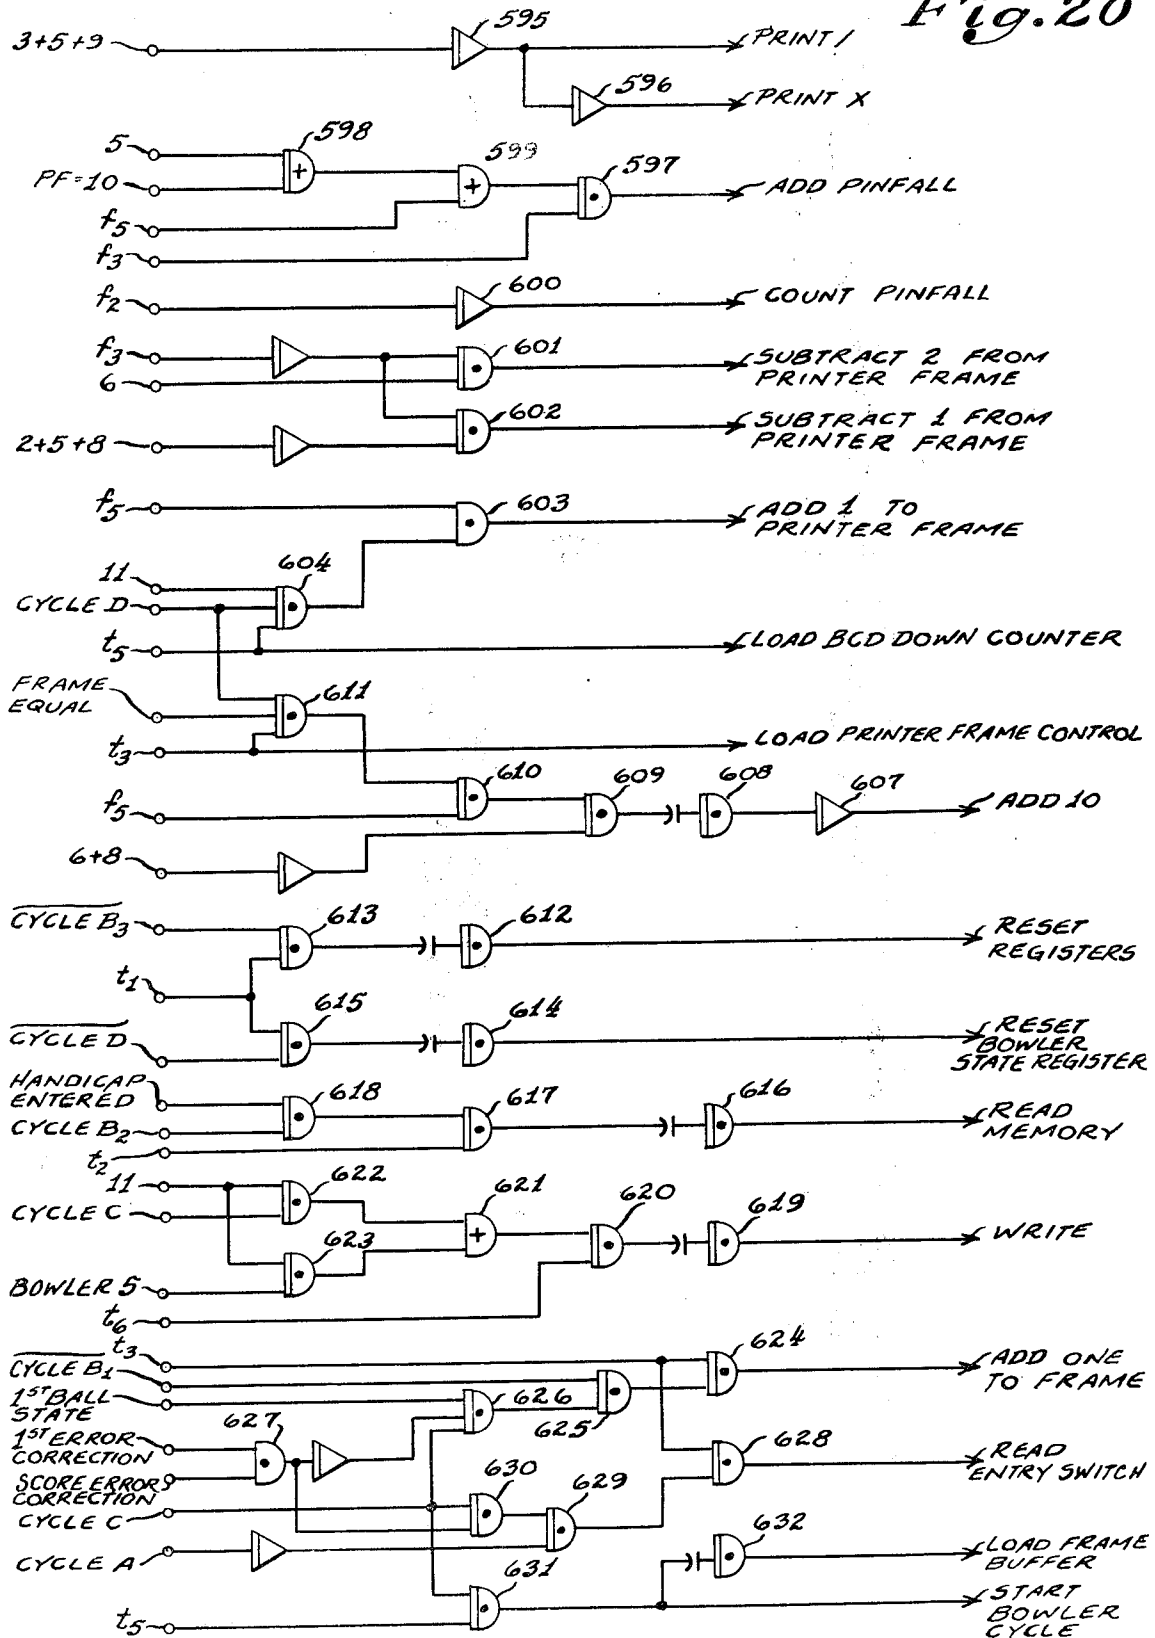 Fig. 20
3+5+9
595
PRINT /
596
PRINT X
5
598
PF=10
599
597
ADD PINFALL
f5
f3
f2
600
COUNT PINFALL
f3
601
SUBTRACT 2 FROM
PRINTER FRAME
6
602
SUBTRACT 1 FROM
PRINTER FRAME
2+5+8
f5
603
ADD 1 TO
PRINTER FRAME
11
604
CYCLE D
t5
LOAD BCD DOWN COUNTER
FRAME
EQUAL
611
t3
LOAD PRINTER FRAME CONTROL
610
609
608
607
ADD 10
f5
6+8
CYCLE B3
613
612
RESET
REGISTERS
t1
615
614
RESET
BOWLER
STATE REGISTER
CYCLE D
HANDICAP
ENTERED
618
617
616
READ
MEMORY
CYCLE B2
t2
11
622
621
620
619
WRITE
CYCLE C
623
BOWLER 5
t6
t3
624
ADD ONE
TO FRAME
CYCLE B1
1ST BALL
STATE
626
625
627
1ST ERROR
CORRECTION
628
READ
ENTRY SWITCH
SCORE ERROR
CORRECTION
630
629
CYCLE C
632
LOAD FRAME
BUFFER
CYCLE A
631
START
BOWLER
CYCLE
t5